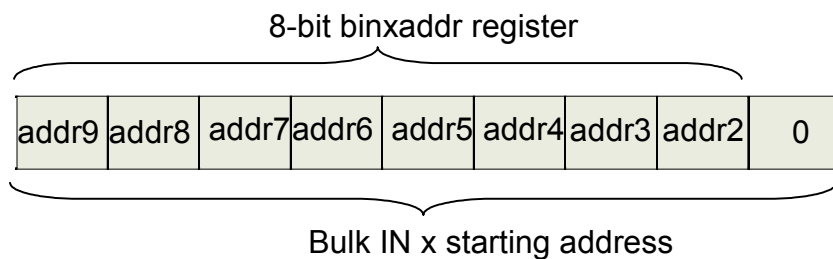 8-bit binxaddr register
addr9 addr8 addr7 addr6 addr5 addr4 addr3 addr2 0
Bulk IN x starting address